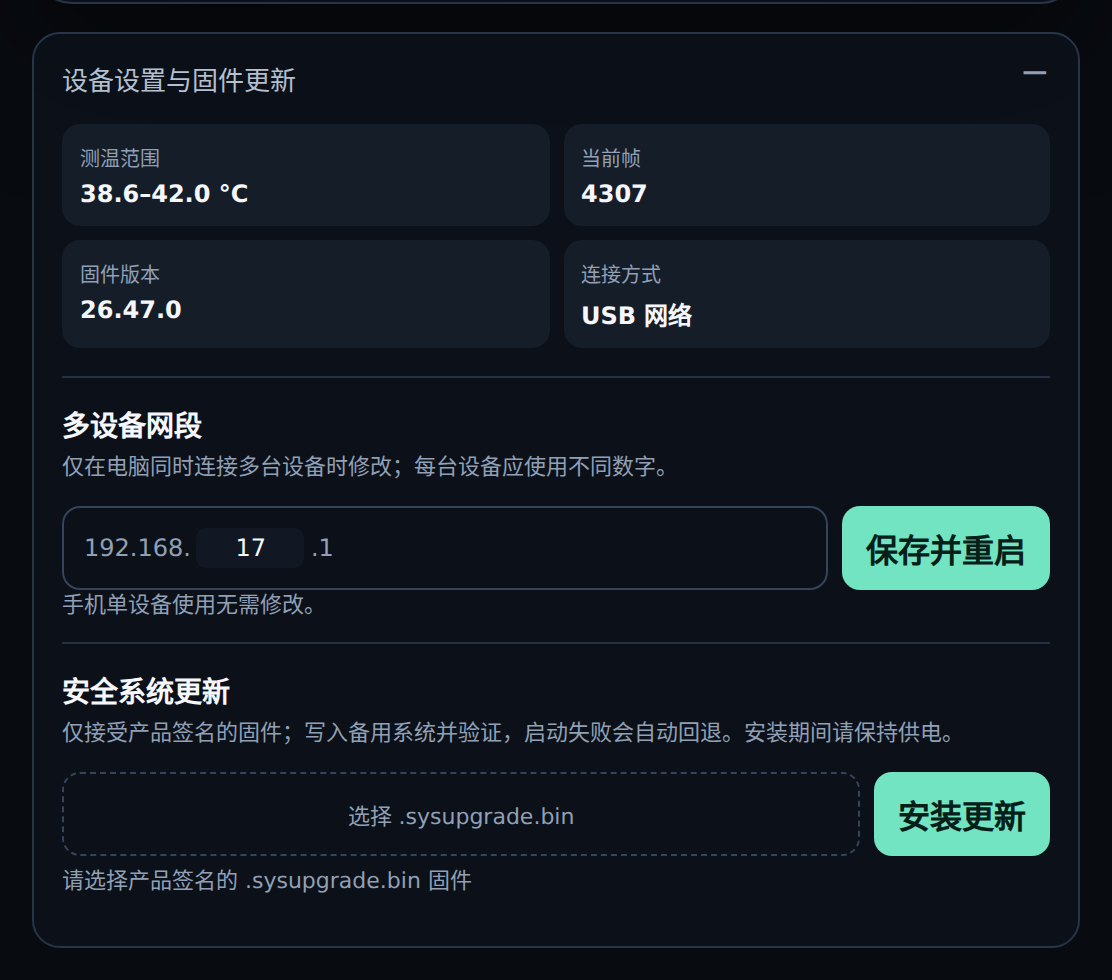 设备设置与固件更新
测温范围
38.6–42.0 °C
当前帧
4307
固件版本
26.47.0
连接方式
USB 网络
多设备网段
仅在电脑同时连接多台设备时修改；每台设备应使用不同数字。
192.168. 17 .1
保存并重启
手机单设备使用无需修改。
安全系统更新
仅接受产品签名的固件；写入备用系统并验证，启动失败会自动回退。安装期间请保持供电。
选择 .sysupgrade.bin
安装更新
请选择产品签名的 .sysupgrade.bin 固件